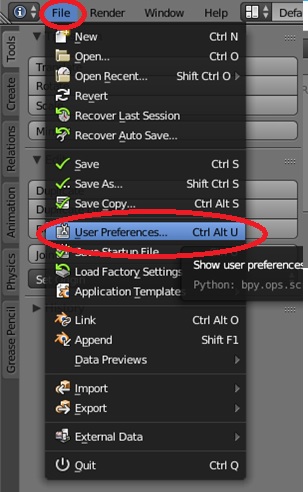 File Render Window Help Defa
New Ctrl N
Open... Ctrl O
Open Recent... Shift Ctrl O
Revert
Recover Last Session
Recover Auto Save...
Save Ctrl S
Save As... Shift Ctrl S
Save Copy... Ctrl Alt S
User Preferences... Ctrl Alt U
Save Startup File
Load Factory Settings
Application Templates
Show user preferences
Python: bpy.ops.sc
Link Ctrl Alt O
Append Shift F1
Data Previews
Import
Export
External Data
Quit Ctrl Q
Tools
Create
Relations
Animation
Physics
Grease Pencil